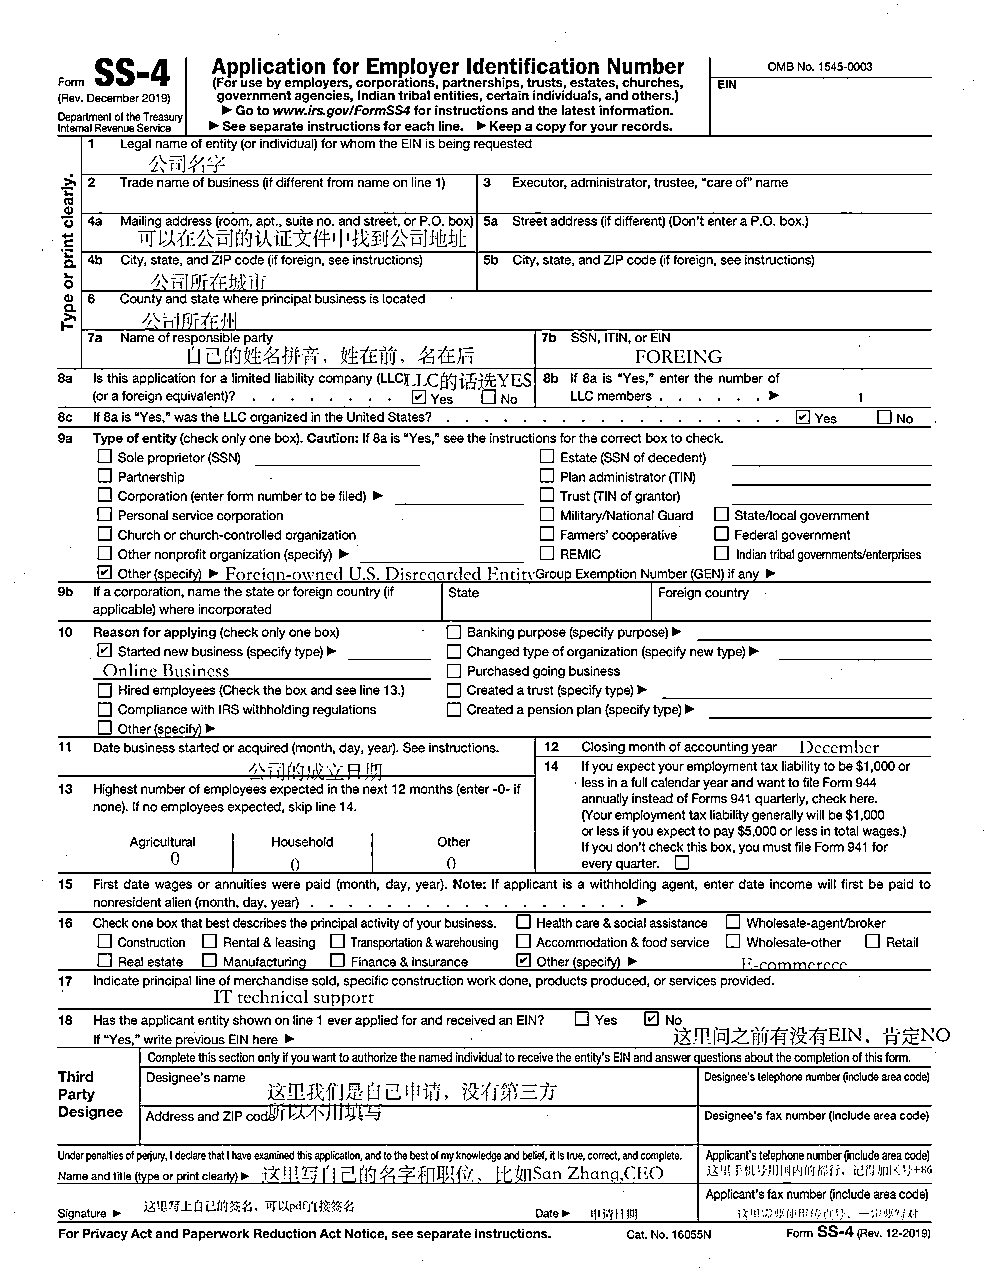 Form SS-4
(Rev. December 2019)
Department of the Treasury
Internal Revenue Service
Application for Employer Identification Number
(For use by employers, corporations, partnerships, trusts, estates, churches,
government agencies, Indian tribal entities, certain individuals, and others.)
▶ Go to www.irs.gov/FormSS4 for instructions and the latest information.
▶ See separate instructions for each line. ▶ Keep a copy for your records.
OMB No. 1545-0003
EIN
Type or print clearly.
1 Legal name of entity (or individual) for whom the EIN is being requested
公司名字
2 Trade name of business (if different from name on line 1)
3 Executor, administrator, trustee, "care of" name
4a Mailing address (room, apt., suite no. and street, or P.O. box)
可以在公司的认证文件中找到公司地址
5a Street address (if different) (Don't enter a P.O. box.)
4b City, state, and ZIP code (if foreign, see instructions)
公司所在城市
5b City, state, and ZIP code (if foreign, see instructions)
6 County and state where principal business is located
公司所在州
7a Name of responsible party
自己的姓名拼音，姓在前，名在后
7b SSN, ITIN, or EIN
FOREING
8a Is this application for a limited liability company (LLC) LLC的话选YES
(or a foreign equivalent)? . . . . . . . . ☑ Yes ☐ No
8b If 8a is "Yes," enter the number of
LLC members . . . . . . ▶ 1
8c If 8a is "Yes," was the LLC organized in the United States? . . . . . . . . . . . . . . . . . . ☑ Yes ☐ No
9a Type of entity (check only one box). Caution: If 8a is "Yes," see the instructions for the correct box to check.
☐ Sole proprietor (SSN)
☐ Estate (SSN of decedent)
☐ Partnership
☐ Plan administrator (TIN)
☐ Corporation (enter form number to be filed) ▶
☐ Trust (TIN of grantor)
☐ Personal service corporation
☐ Military/National Guard ☐ State/local government
☐ Church or church-controlled organization
☐ Farmers' cooperative ☐ Federal government
☐ Other nonprofit organization (specify) ▶
☐ REMIC ☐ Indian tribal governments/enterprises
☑ Other (specify) ▶ Foreign-owned U.S. Disregarded Entity
Group Exemption Number (GEN) if any ▶
9b If a corporation, name the state or foreign country (if
applicable) where incorporated
State
Foreign country
10 Reason for applying (check only one box)
☐ Banking purpose (specify purpose) ▶
☑ Started new business (specify type) ▶
☐ Changed type of organization (specify new type) ▶
Online Business
☐ Purchased going business
☐ Hired employees (Check the box and see line 13.)
☐ Created a trust (specify type) ▶
☐ Compliance with IRS withholding regulations
☐ Created a pension plan (specify type) ▶
☐ Other (specify) ▶
11 Date business started or acquired (month, day, year). See instructions.
公司的成立日期
12 Closing month of accounting year December
13 Highest number of employees expected in the next 12 months (enter -0- if
none). If no employees expected, skip line 14.
Agricultural Household Other
0 0 0
14 If you expect your employment tax liability to be $1,000 or
less in a full calendar year and want to file Form 944
annually instead of Forms 941 quarterly, check here.
(Your employment tax liability generally will be $1,000
or less if you expect to pay $5,000 or less in total wages.)
If you don't check this box, you must file Form 941 for
every quarter. ☐
15 First date wages or annuities were paid (month, day, year). Note: If applicant is a withholding agent, enter date income will first be paid to
nonresident alien (month, day, year) . . . . . . . . . . . . . . . . . ▶
16 Check one box that best describes the principal activity of your business. ☐ Health care & social assistance ☐ Wholesale-agent/broker
☐ Construction ☐ Rental & leasing ☐ Transportation & warehousing ☐ Accommodation & food service ☐ Wholesale-other ☐ Retail
☐ Real estate ☐ Manufacturing ☐ Finance & insurance ☑ Other (specify) ▶ E-commerece
17 Indicate principal line of merchandise sold, specific construction work done, products produced, or services provided.
IT technical support
18 Has the applicant entity shown on line 1 ever applied for and received an EIN? ☐ Yes ☑ No
If "Yes," write previous EIN here ▶ 这里问之前有没有EIN，肯定NO
Third Party Designee
Complete this section only if you want to authorize the named individual to receive the entity's EIN and answer questions about the completion of this form.
Designee's name
这里我们是自己申请，没有第三方
Designee's telephone number (include area code)
Address and ZIP code 所以不用填写
Designee's fax number (include area code)
Under penalties of perjury, I declare that I have examined this application, and to the best of my knowledge and belief, it is true, correct, and complete.
Applicant's telephone number (include area code)
Name and title (type or print clearly) ▶ 这里写自己的名字和职位，比如San Zhang,CEO
这里手机号用国内的都行，记得加区号+86
Applicant's fax number (include area code)
Signature ▶ 这里写上自己的签名，可以pdf直接签名
Date ▶ 申请日期
For Privacy Act and Paperwork Reduction Act Notice, see separate instructions.
Cat. No. 16055N
Form SS-4 (Rev. 12-2019)